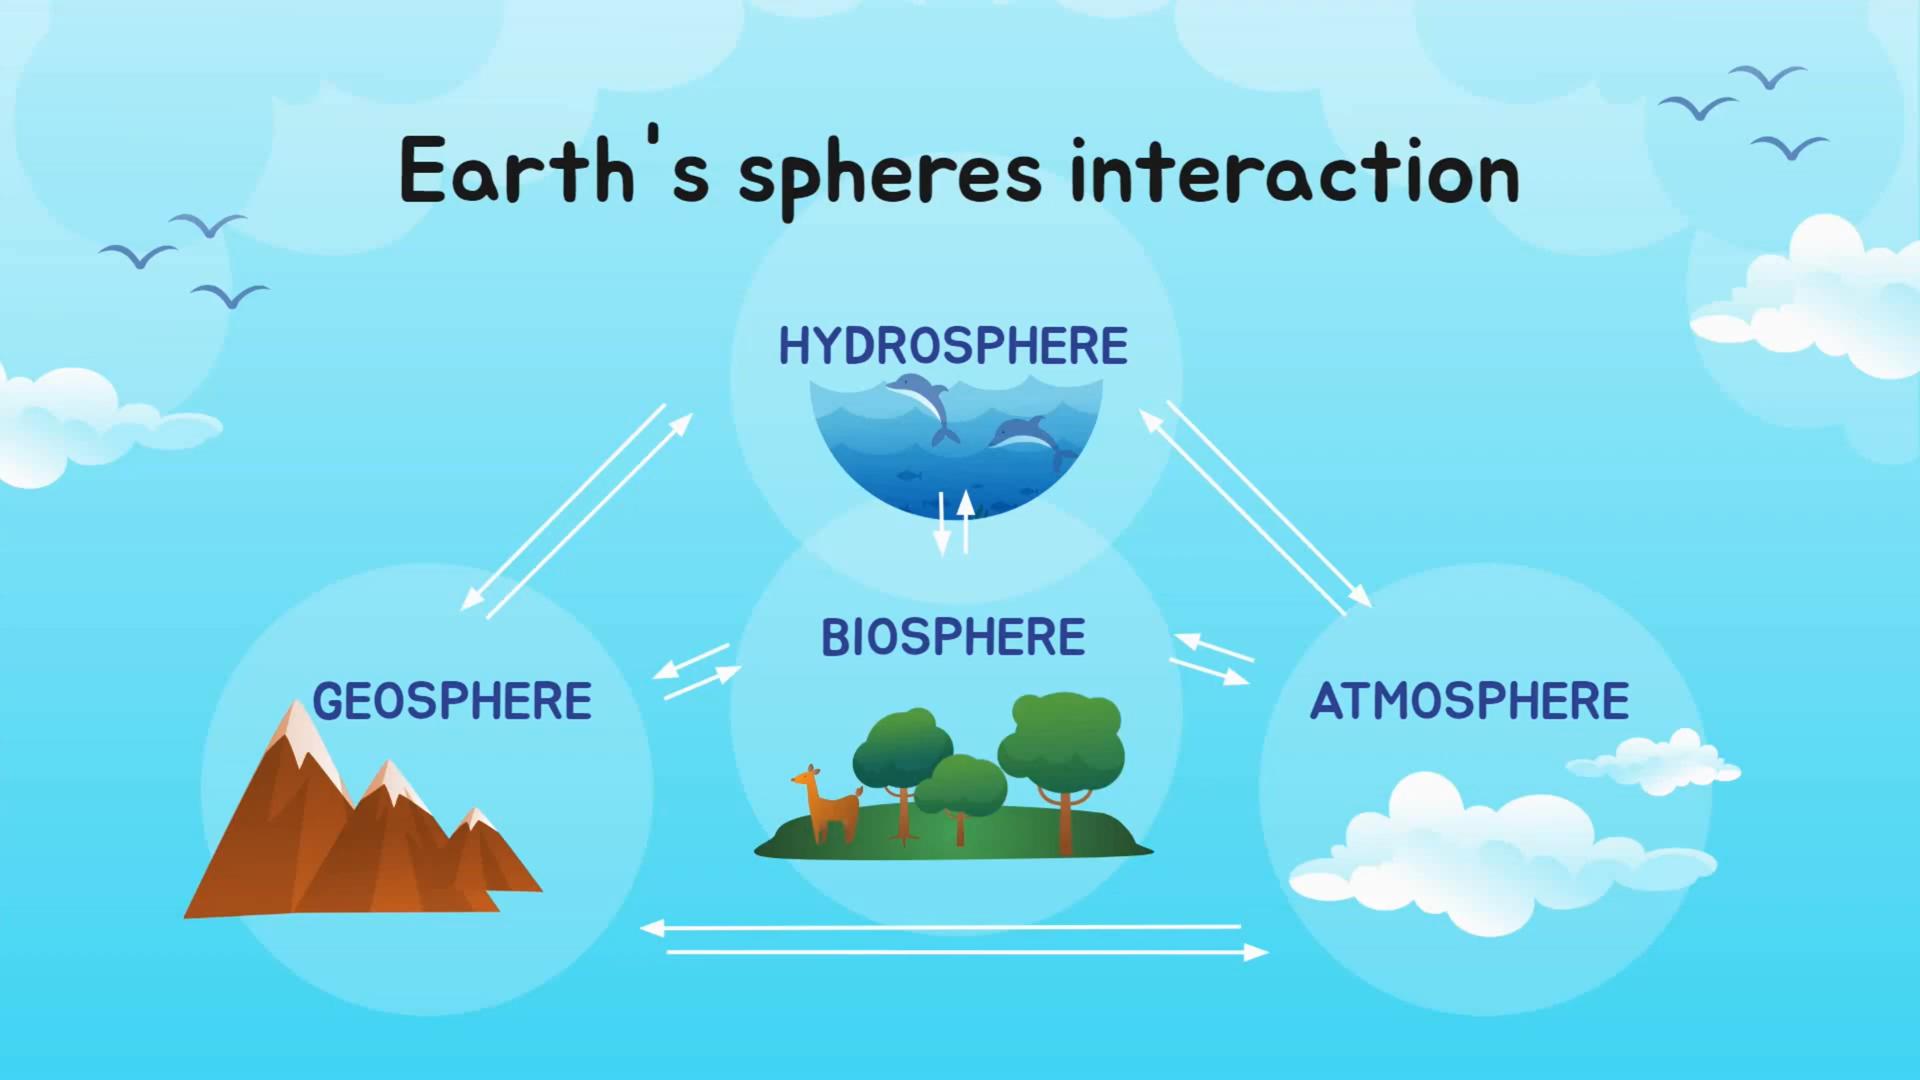 Earth's spheres interaction
HYDROSPHERE
BIOSPHERE
GEOSPHERE
ATMOSPHERE